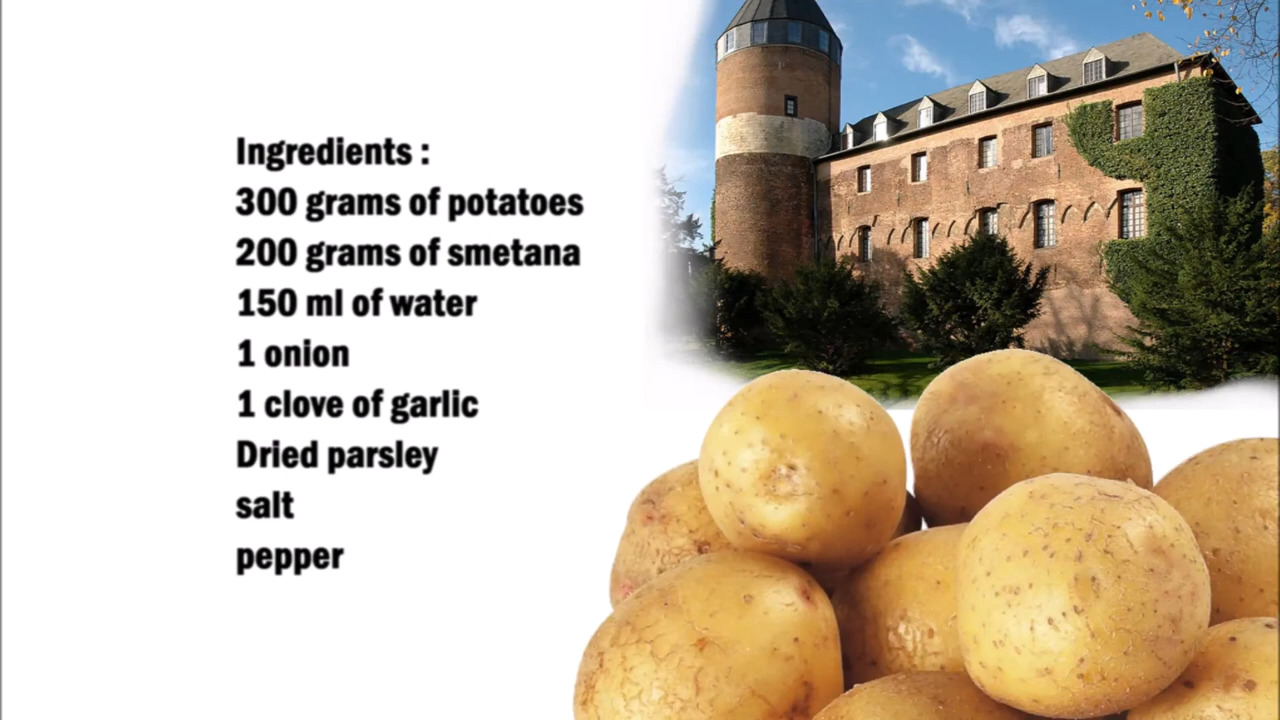 Ingredients :
300 grams of potatoes
200 grams of smetana
150 ml of water
1 onion
1 clove of garlic
Dried parsley
salt
pepper